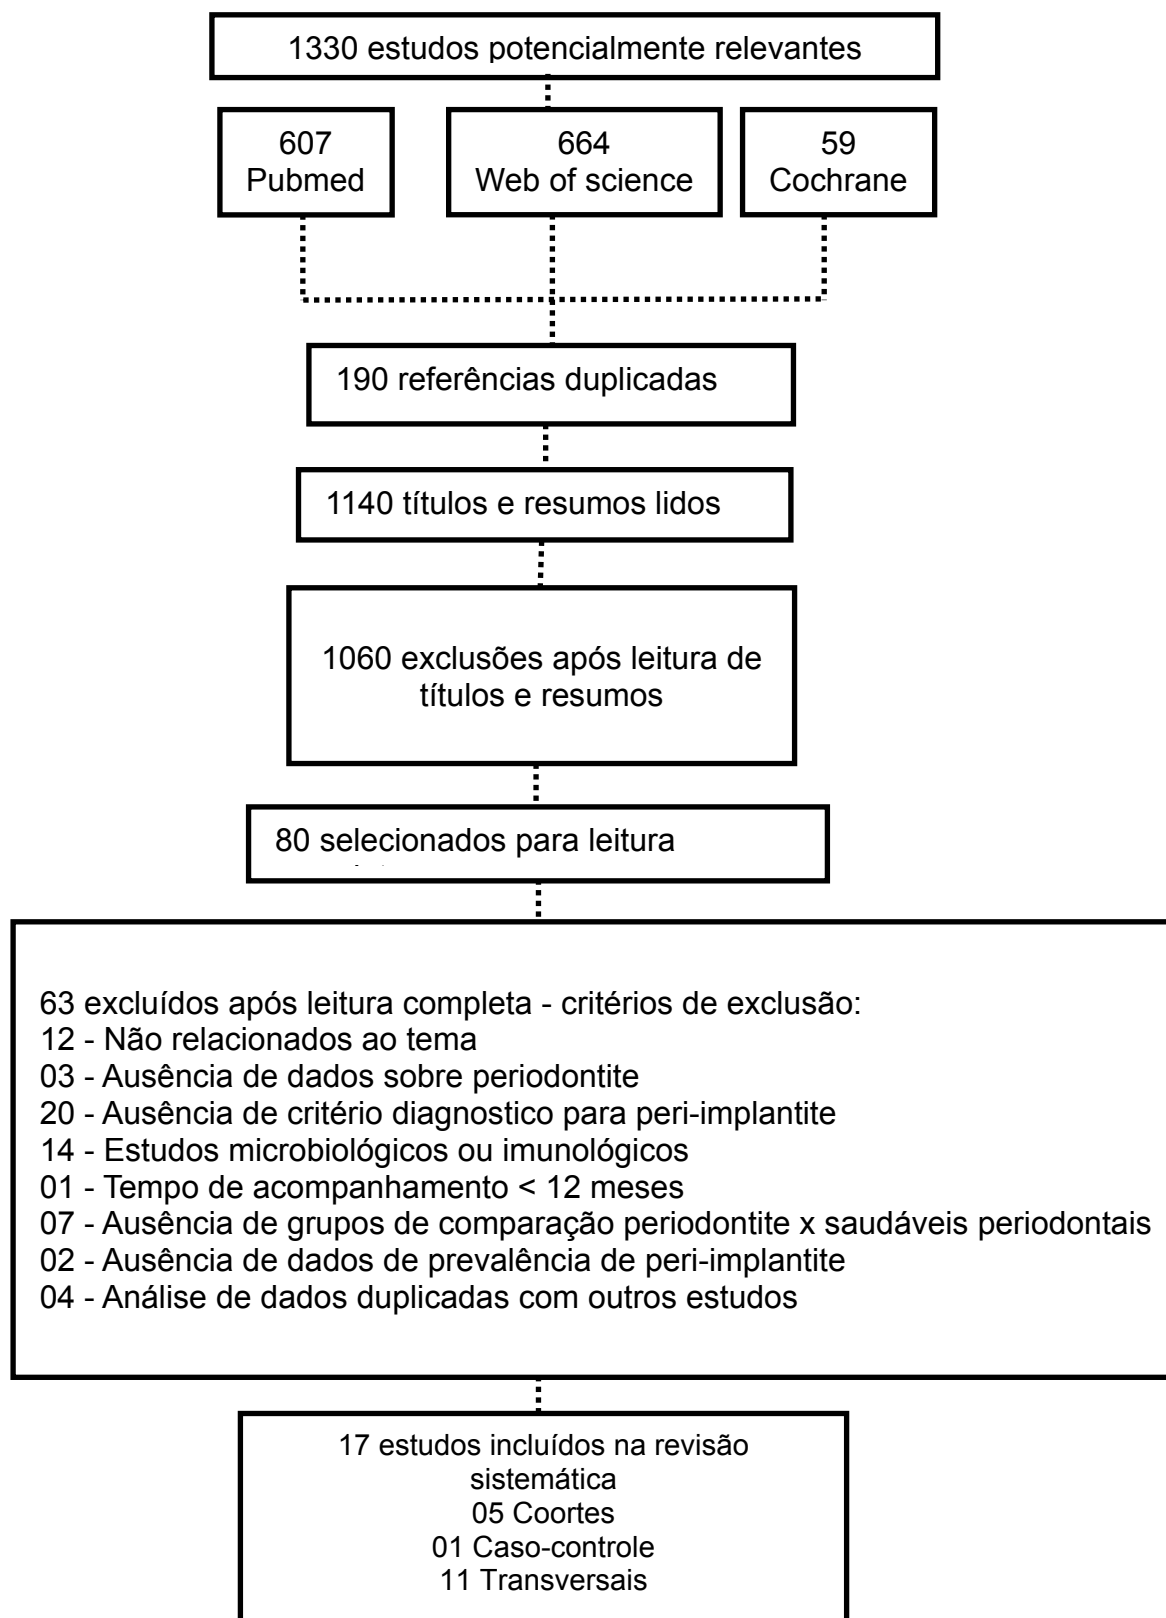 1330 estudos potencialmente relevantes
607
Pubmed
664
Web of science
59
Cochrane
190 referências duplicadas
1140 títulos e resumos lidos
1060 exclusões após leitura de
títulos e resumos
80 selecionados para leitura
63 excluídos após leitura completa - critérios de exclusão:
12 - Não relacionados ao tema
03 - Ausência de dados sobre periodontite
20 - Ausência de critério diagnostico para peri-implantite
14 - Estudos microbiológicos ou imunológicos
01 - Tempo de acompanhamento < 12 meses
07 - Ausência de grupos de comparação periodontite x saudáveis periodontais
02 - Ausência de dados de prevalência de peri-implantite
04 - Análise de dados duplicadas com outros estudos
17 estudos incluídos na revisão
sistemática
05 Coortes
01 Caso-controle
11 Transversais